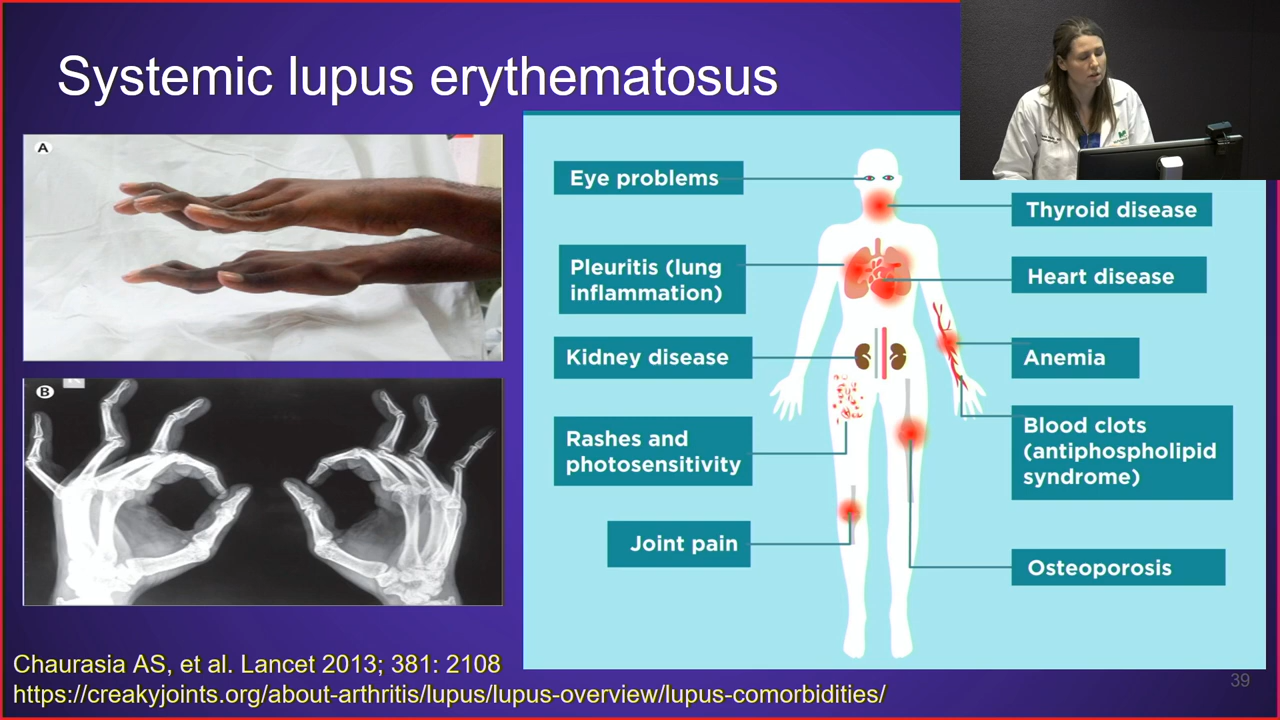 Systemic lupus erythematosus
A
B
Eye problems
Pleuritis (lung
inflammation)
Kidney disease
Rashes and
photosensitivity
Joint pain
Thyroid disease
Heart disease
Anemia
Blood clots
(antiphospholipid
syndrome)
Osteoporosis
Chaurasia AS, et al. Lancet 2013; 381: 2108
https://creakyjoints.org/about-arthritis/lupus/lupus-overview/lupus-comorbidities/
39